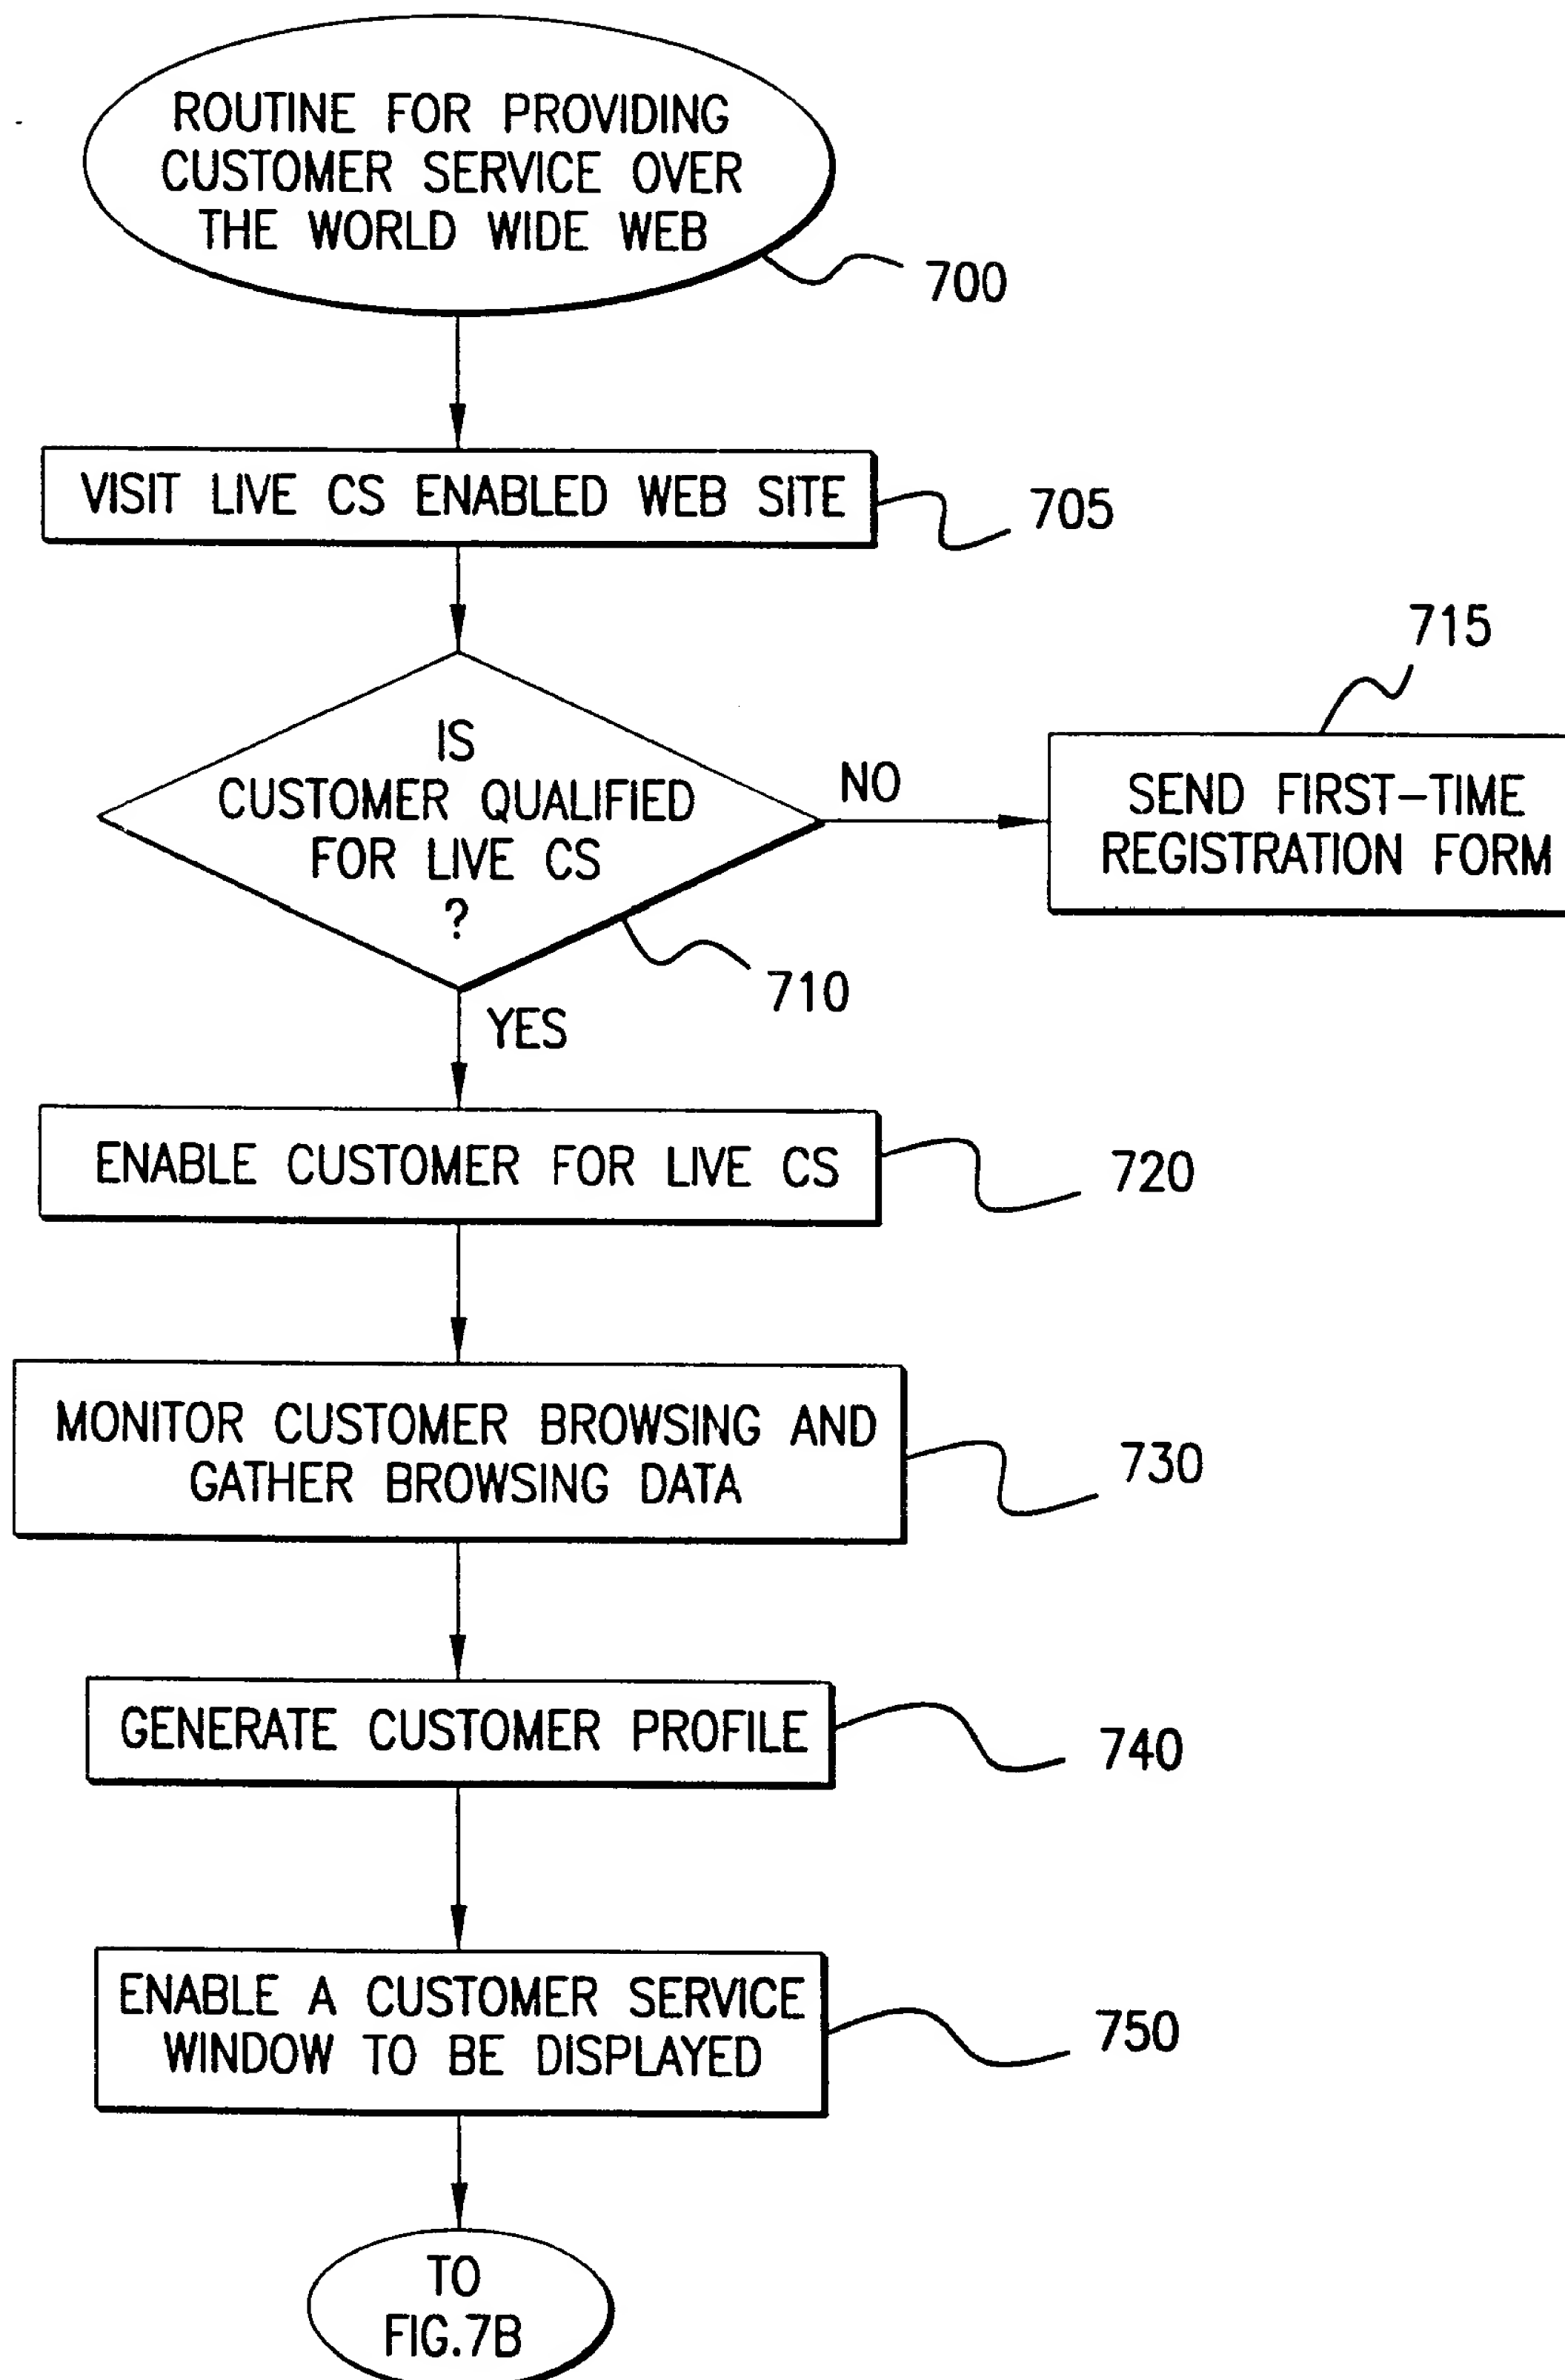 ROUTINE FOR PROVIDING
CUSTOMER SERVICE OVER
THE WORLD WIDE WEB
700
VISIT LIVE CS ENABLED WEB SITE
705
IS
CUSTOMER QUALIFIED
FOR LIVE CS
?
710
NO
715
SEND FIRST-TIME
REGISTRATION FORM
YES
ENABLE CUSTOMER FOR LIVE CS
720
MONITOR CUSTOMER BROWSING AND
GATHER BROWSING DATA
730
GENERATE CUSTOMER PROFILE
740
ENABLE A CUSTOMER SERVICE
WINDOW TO BE DISPLAYED
750
TO
FIG.7B